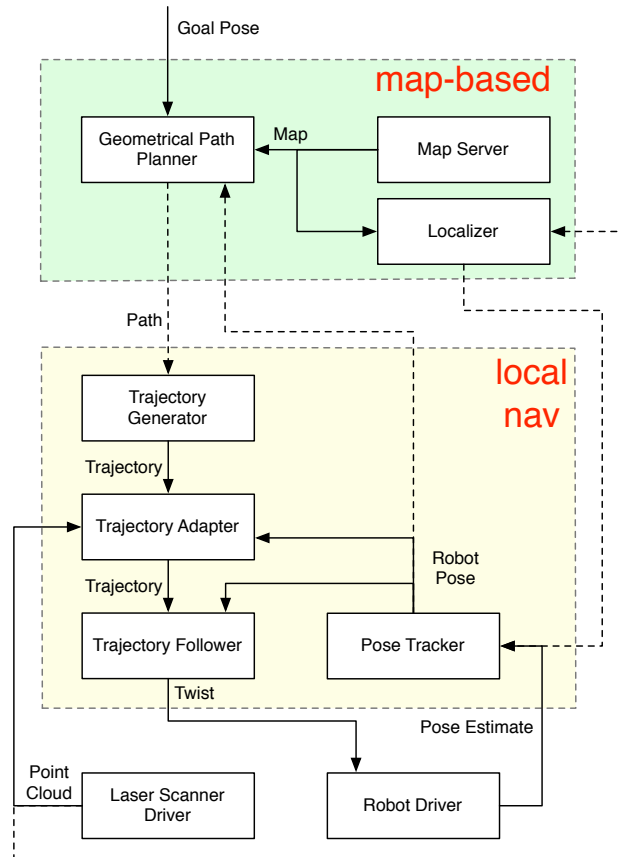 Goal Pose
map-based
Geometrical Path
Planner
Map
Map Server
Localizer
Path
local
nav
Trajectory
Generator
Trajectory
Trajectory Adapter
Robot
Pose
Trajectory
Trajectory Follower
Pose Tracker
Twist
Pose Estimate
Point
Cloud
Laser Scanner
Driver
Robot Driver